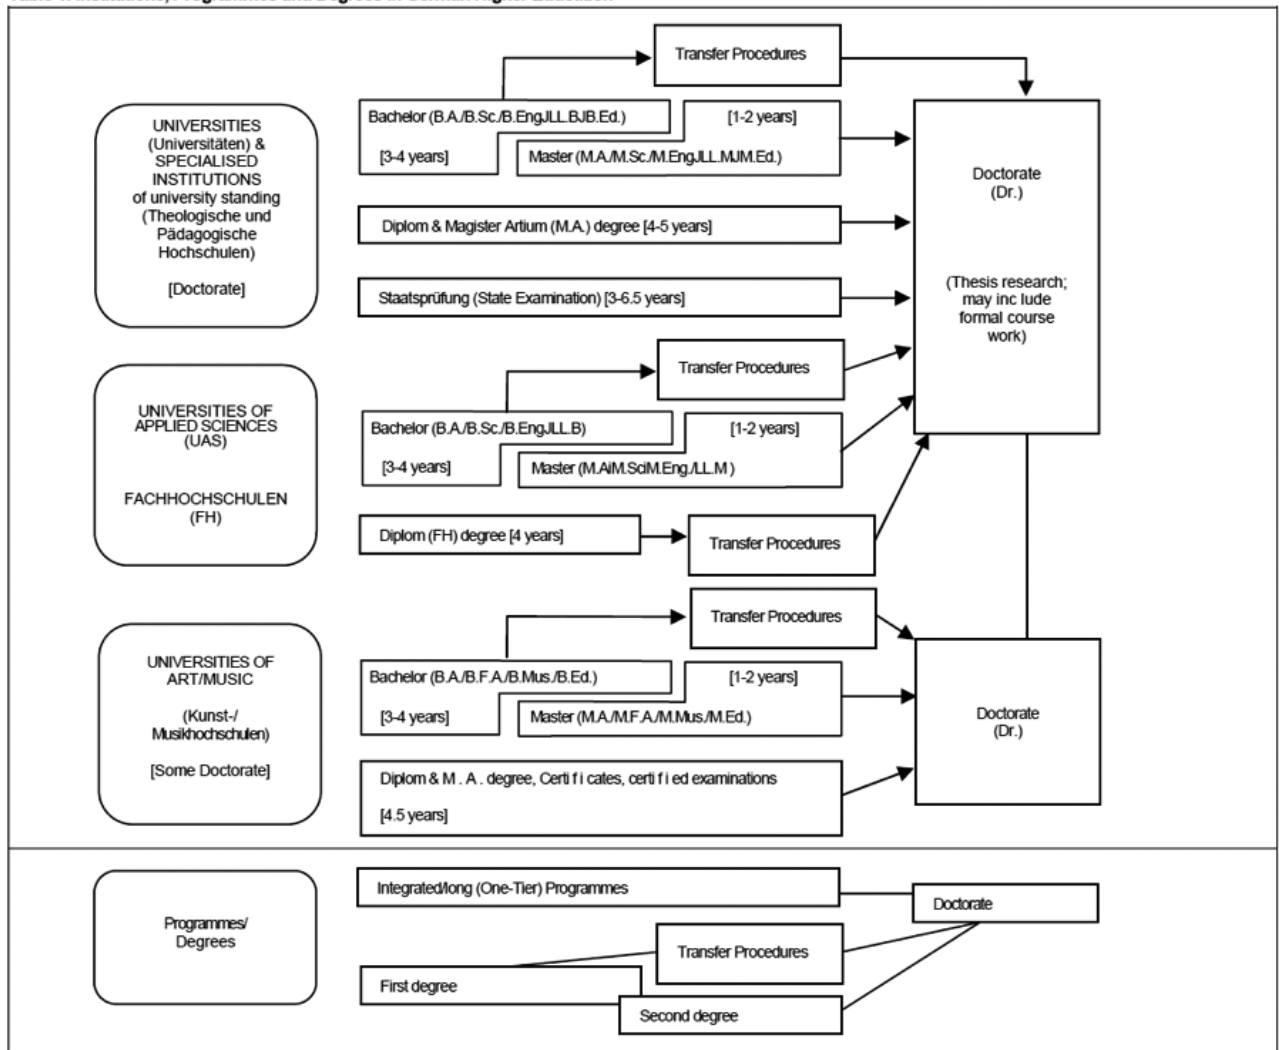 Transfer Procedures
UNIVERSITIES
(Universitäten) &
SPECIALISED
INSTITUTIONS
of university standing
(Theologische und
Pädagogische
Hochschulen)
[Doctorate]
Bachelor (B.A./B.Sc./B.EngJLL.BJB.Ed.)
[1-2 years]
[3-4 years]
Master (M.A./M.Sc./M.EngJLL.MJM.Ed.)
Diplom & Magister Artium (M.A.) degree [4-5 years]
Staatsprüfung (State Examination) [3-6.5 years]
Doctorate
(Dr.)
(Thesis research;
may inc lude
formal course
work)
UNIVERSITIES OF
APPLIED SCIENCES
(UAS)
FACHHOCHSCHULEN
(FH)
Transfer Procedures
Bachelor (B.A./B.Sc./B.EngJLL.B)
[1-2 years]
[3-4 years]
Master (M.AiM.SciM.Eng./LL.M )
Diplom (FH) degree [4 years]
Transfer Procedures
UNIVERSITIES OF
ART/MUSIC
(Kunst-/
Musikhochschulen)
[Some Doctorate]
Transfer Procedures
Bachelor (B.A./B.F.A./B.Mus./B.Ed.)
[1-2 years]
[3-4 years]
Master (M.A./M.F.A./M.Mus./M.Ed.)
Diplom & M . A . degree, Certi f i cates, certi f i ed examinations
[4.5 years]
Doctorate
(Dr.)
Programmes/
Degrees
Integrated/long (One-Tier) Programmes
Doctorate
Transfer Procedures
First degree
Second degree